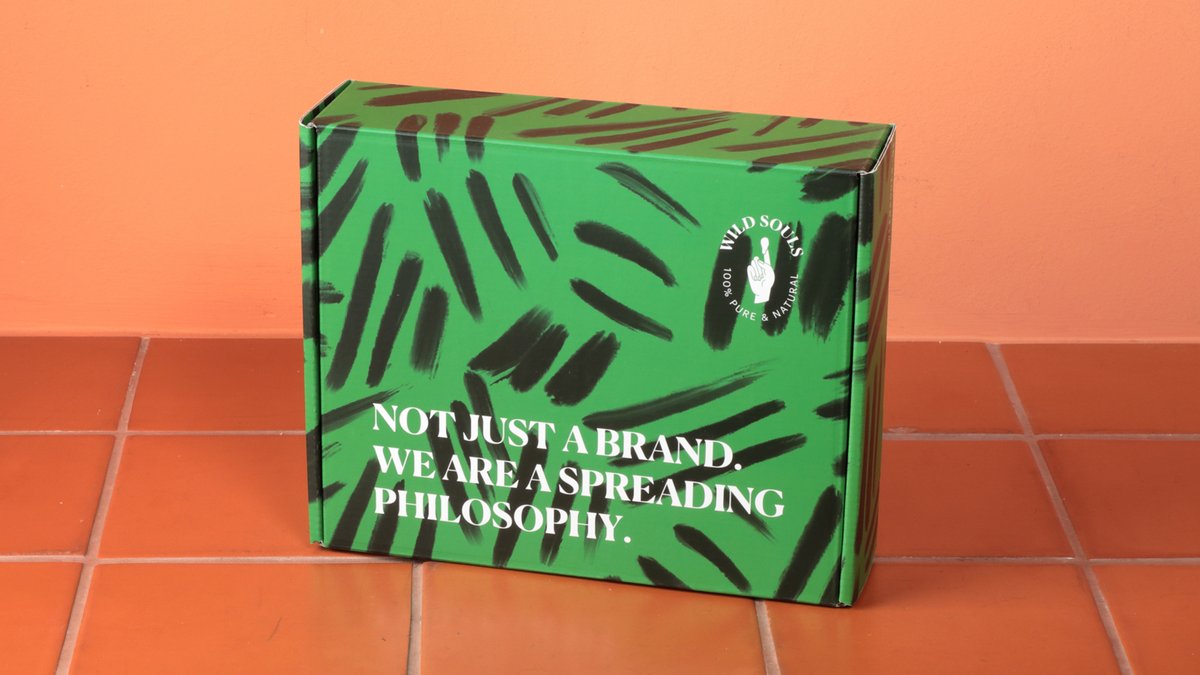 WILD SOULS
100% PURE & NATURAL
NOT JUST A BRAND.
WE ARE A SPREADING
PHILOSOPHY.